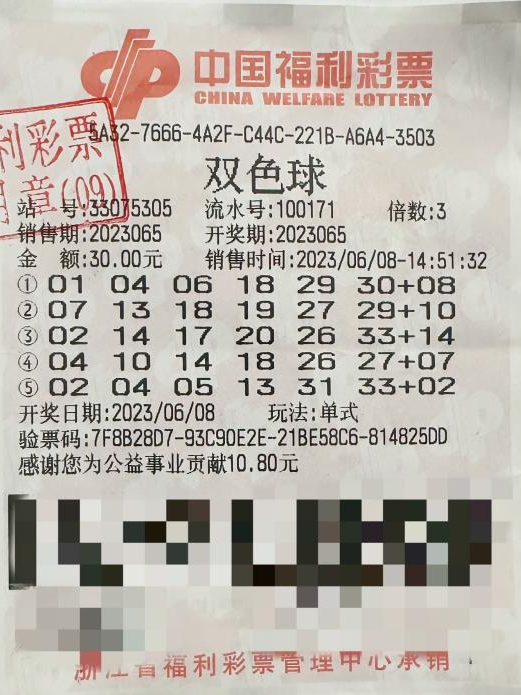 中国福利彩票
CHINA WELFARE LOTTERY
5A32-7666-4A2F-C44C-221B-A6A4-3503
利彩票
章(09)
双色球
站 号:33075305 流水号:100171 倍数:3
销售期:2023065 开奖期:2023065
金 额:30.00元 销售时间:2023/06/08-14:51:32
① 01 04 06 18 29 30+08
② 07 13 18 19 27 29+10
③ 02 14 17 20 26 33+14
④ 04 10 14 18 26 27+07
⑤ 02 04 05 13 31 33+02
开奖日期:2023/06/08 玩法:单式
验票码:7F8B28D7-93C90E2E-21BE58C6-814825DD
感谢您为公益事业贡献10.80元
浙江省福利彩票管理中心承销